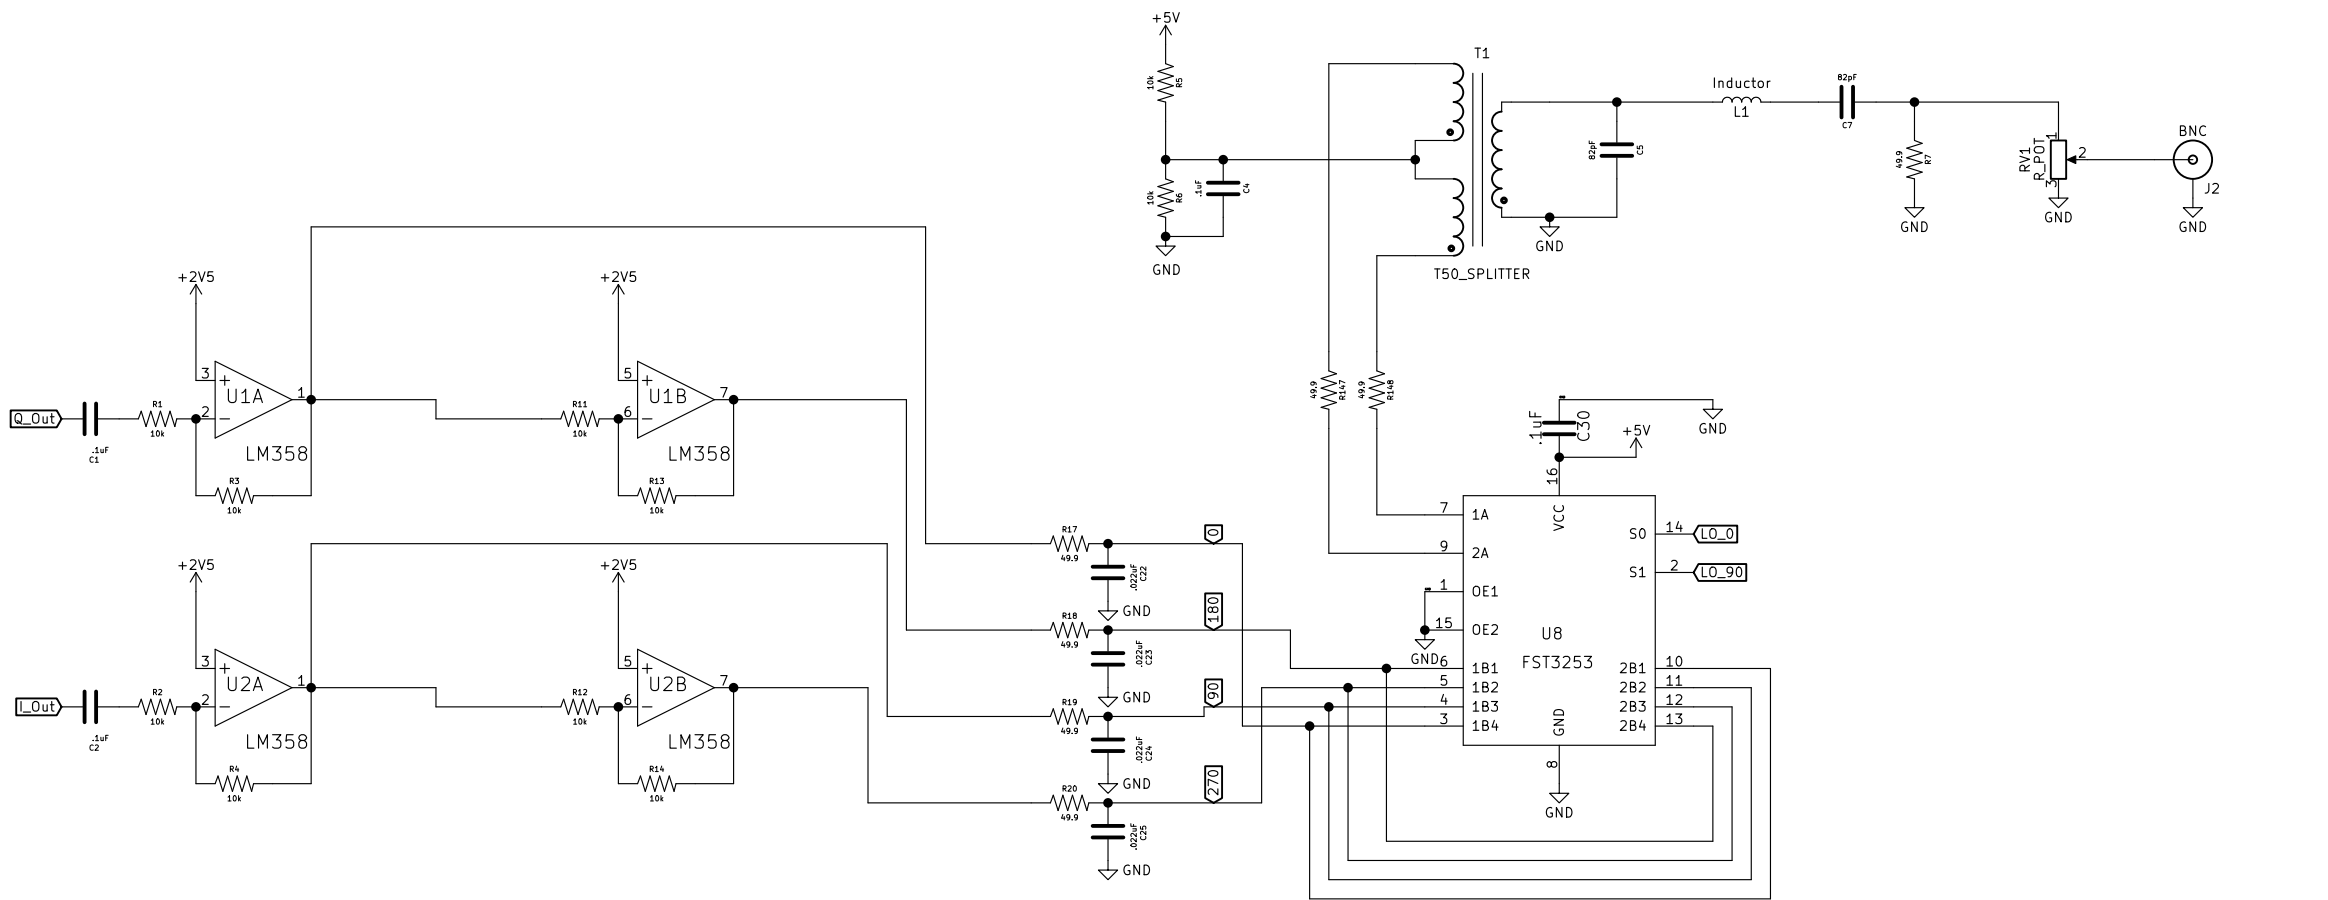 +5V
10k
R5
10k
R6
.1uF
C4
GND
T1
T50_SPLITTER
82pF
C5
GND
Inductor
L1
82pF
C7
49.9
R7
GND
RV1
R_POT
1
2
3
GND
BNC
J2
GND
+2V5
Q_Out
.1uF
C1
R1
10k
3
+
2
−
U1A
1
LM358
R3
10k
+2V5
R11
10k
5
+
6
−
U1B
7
LM358
R13
10k
+2V5
I_Out
.1uF
C2
R2
10k
3
+
2
−
U2A
1
LM358
R4
10k
+2V5
R12
10k
5
+
6
−
U2B
7
LM358
R14
10k
R17
49.9
.022uF
C22
GND
0
R18
49.9
.022uF
C23
GND
180
R19
49.9
.022uF
C24
GND
90
R20
49.9
.022uF
C25
GND
270
49.9
R147
49.9
R148
.1uF
C30
GND
+5V
16
VCC
7
1A
9
2A
1
OE1
15
OE2
GND
6
1B1
5
1B2
4
1B3
3
1B4
U8
FST3253
S0
14
LO_0
S1
2
LO_90
2B1
10
2B2
11
2B3
12
2B4
13
GND
8
GND